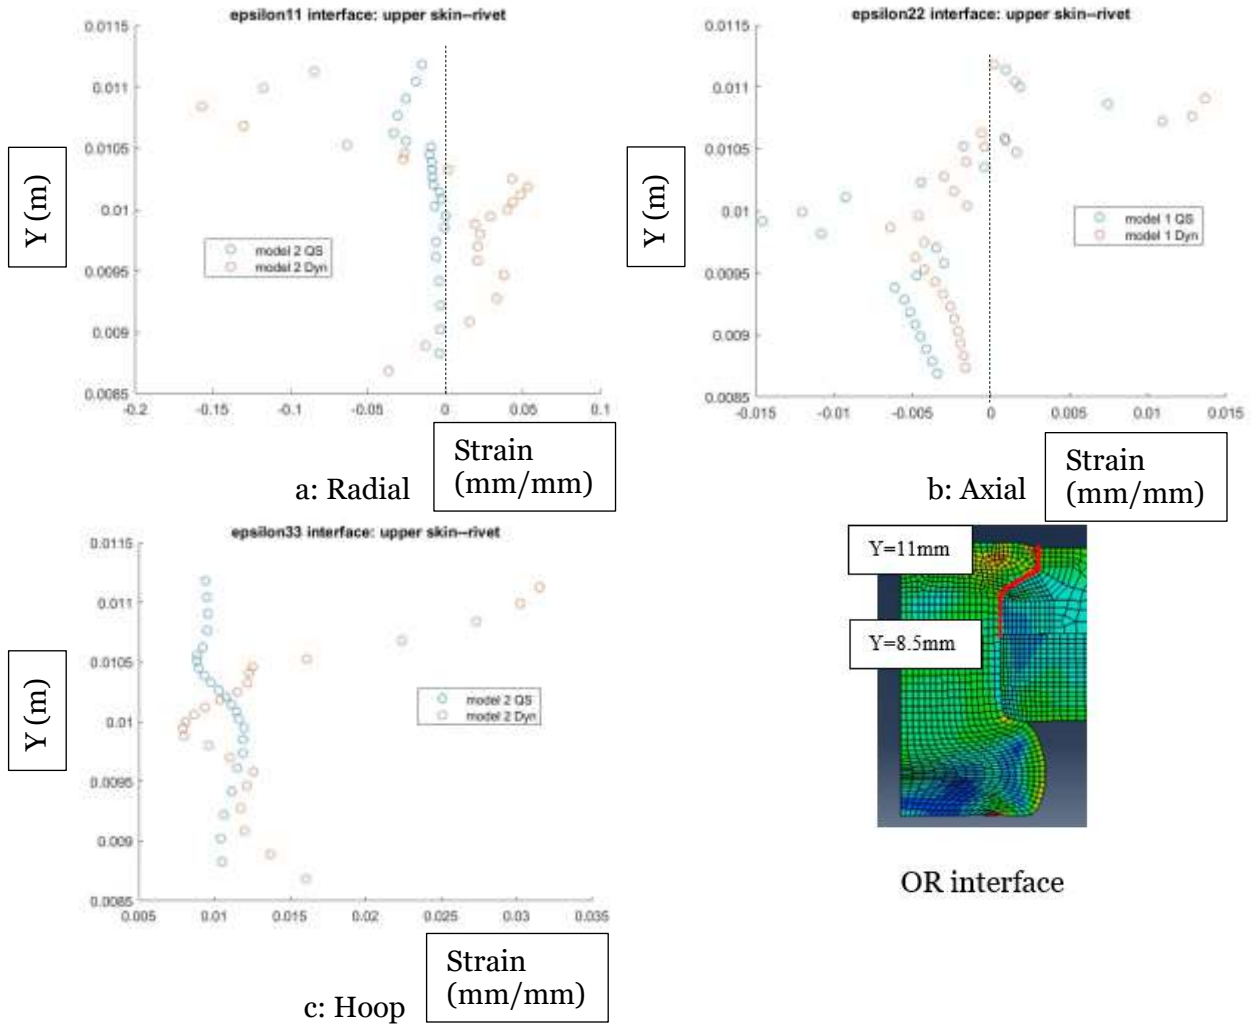 epsilon11 interface: upper skin--rivet
0.0115
0.011
0.0105
0.01
0.0095
0.009
0.0085
Y (m)
model 2 QS
model 2 Dyn
-0.2
-0.15
-0.1
-0.05
0
0.05
0.1
Strain
(mm/mm)
a: Radial
epsilon22 interface: upper skin--rivet
0.0115
0.011
0.0105
0.01
0.0095
0.009
0.0085
Y (m)
model 1 QS
model 1 Dyn
-0.015
-0.01
-0.005
0
0.005
0.01
0.015
Strain
(mm/mm)
b: Axial
epsilon33 interface: upper skin--rivet
0.0115
0.011
0.0105
0.01
0.0095
0.009
0.0085
Y (m)
model 2 QS
model 2 Dyn
0.005
0.01
0.015
0.02
0.025
0.03
0.035
Strain
(mm/mm)
c: Hoop
Y=11mm
Y=8.5mm
OR interface